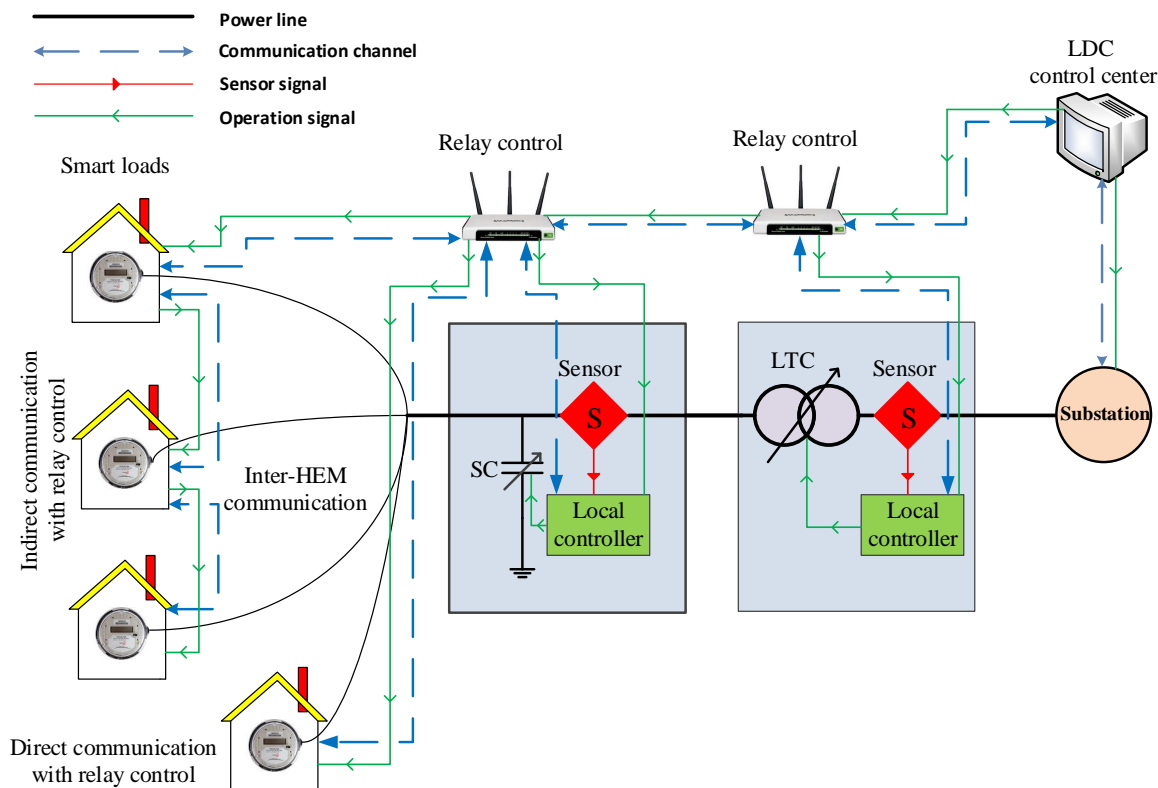 Power line
Communication channel
Sensor signal
Operation signal
LDC
control center
Relay control
Relay control
Smart loads
Indirect communication
with relay control
Inter-HEM
communication
Sensor
S
SC
Local
controller
LTC
Sensor
S
Local
controller
Substation
Direct communication
with relay control